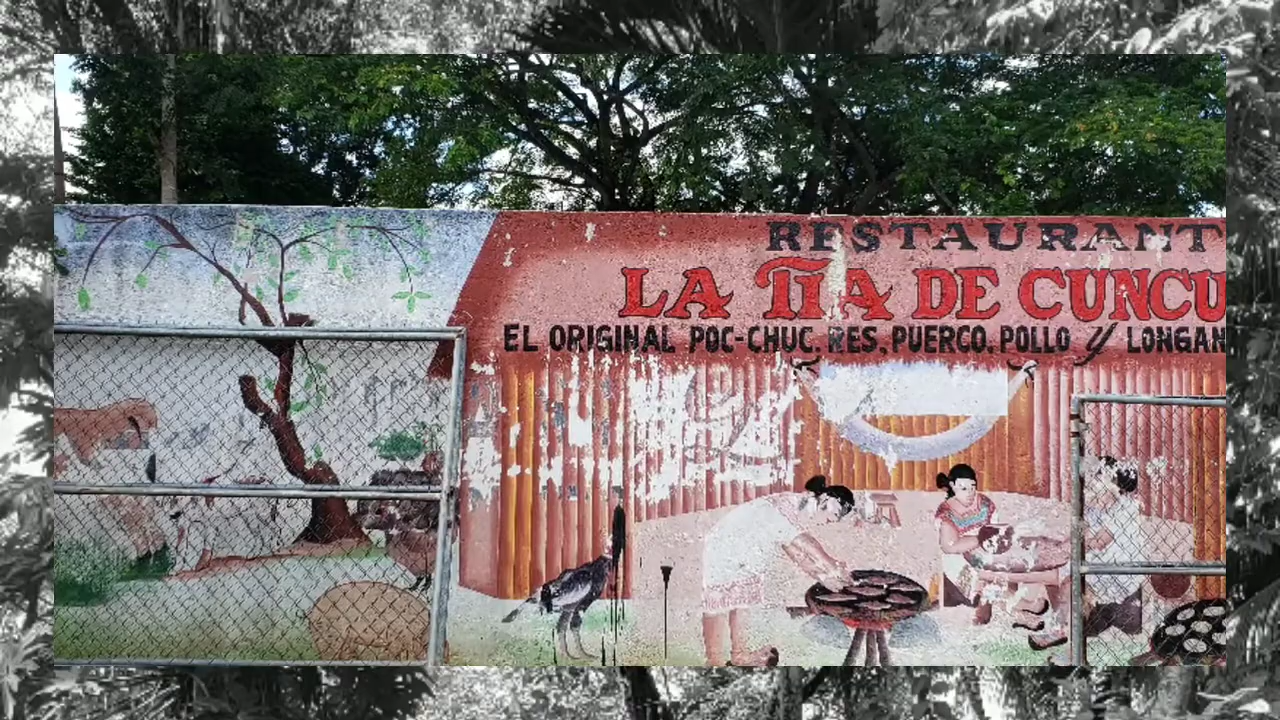 RESTAURANT
LA TIA DE CUNCU
EL ORIGINAL POC-CHUC. RES, PUERCO, POLLO Y LONGAN